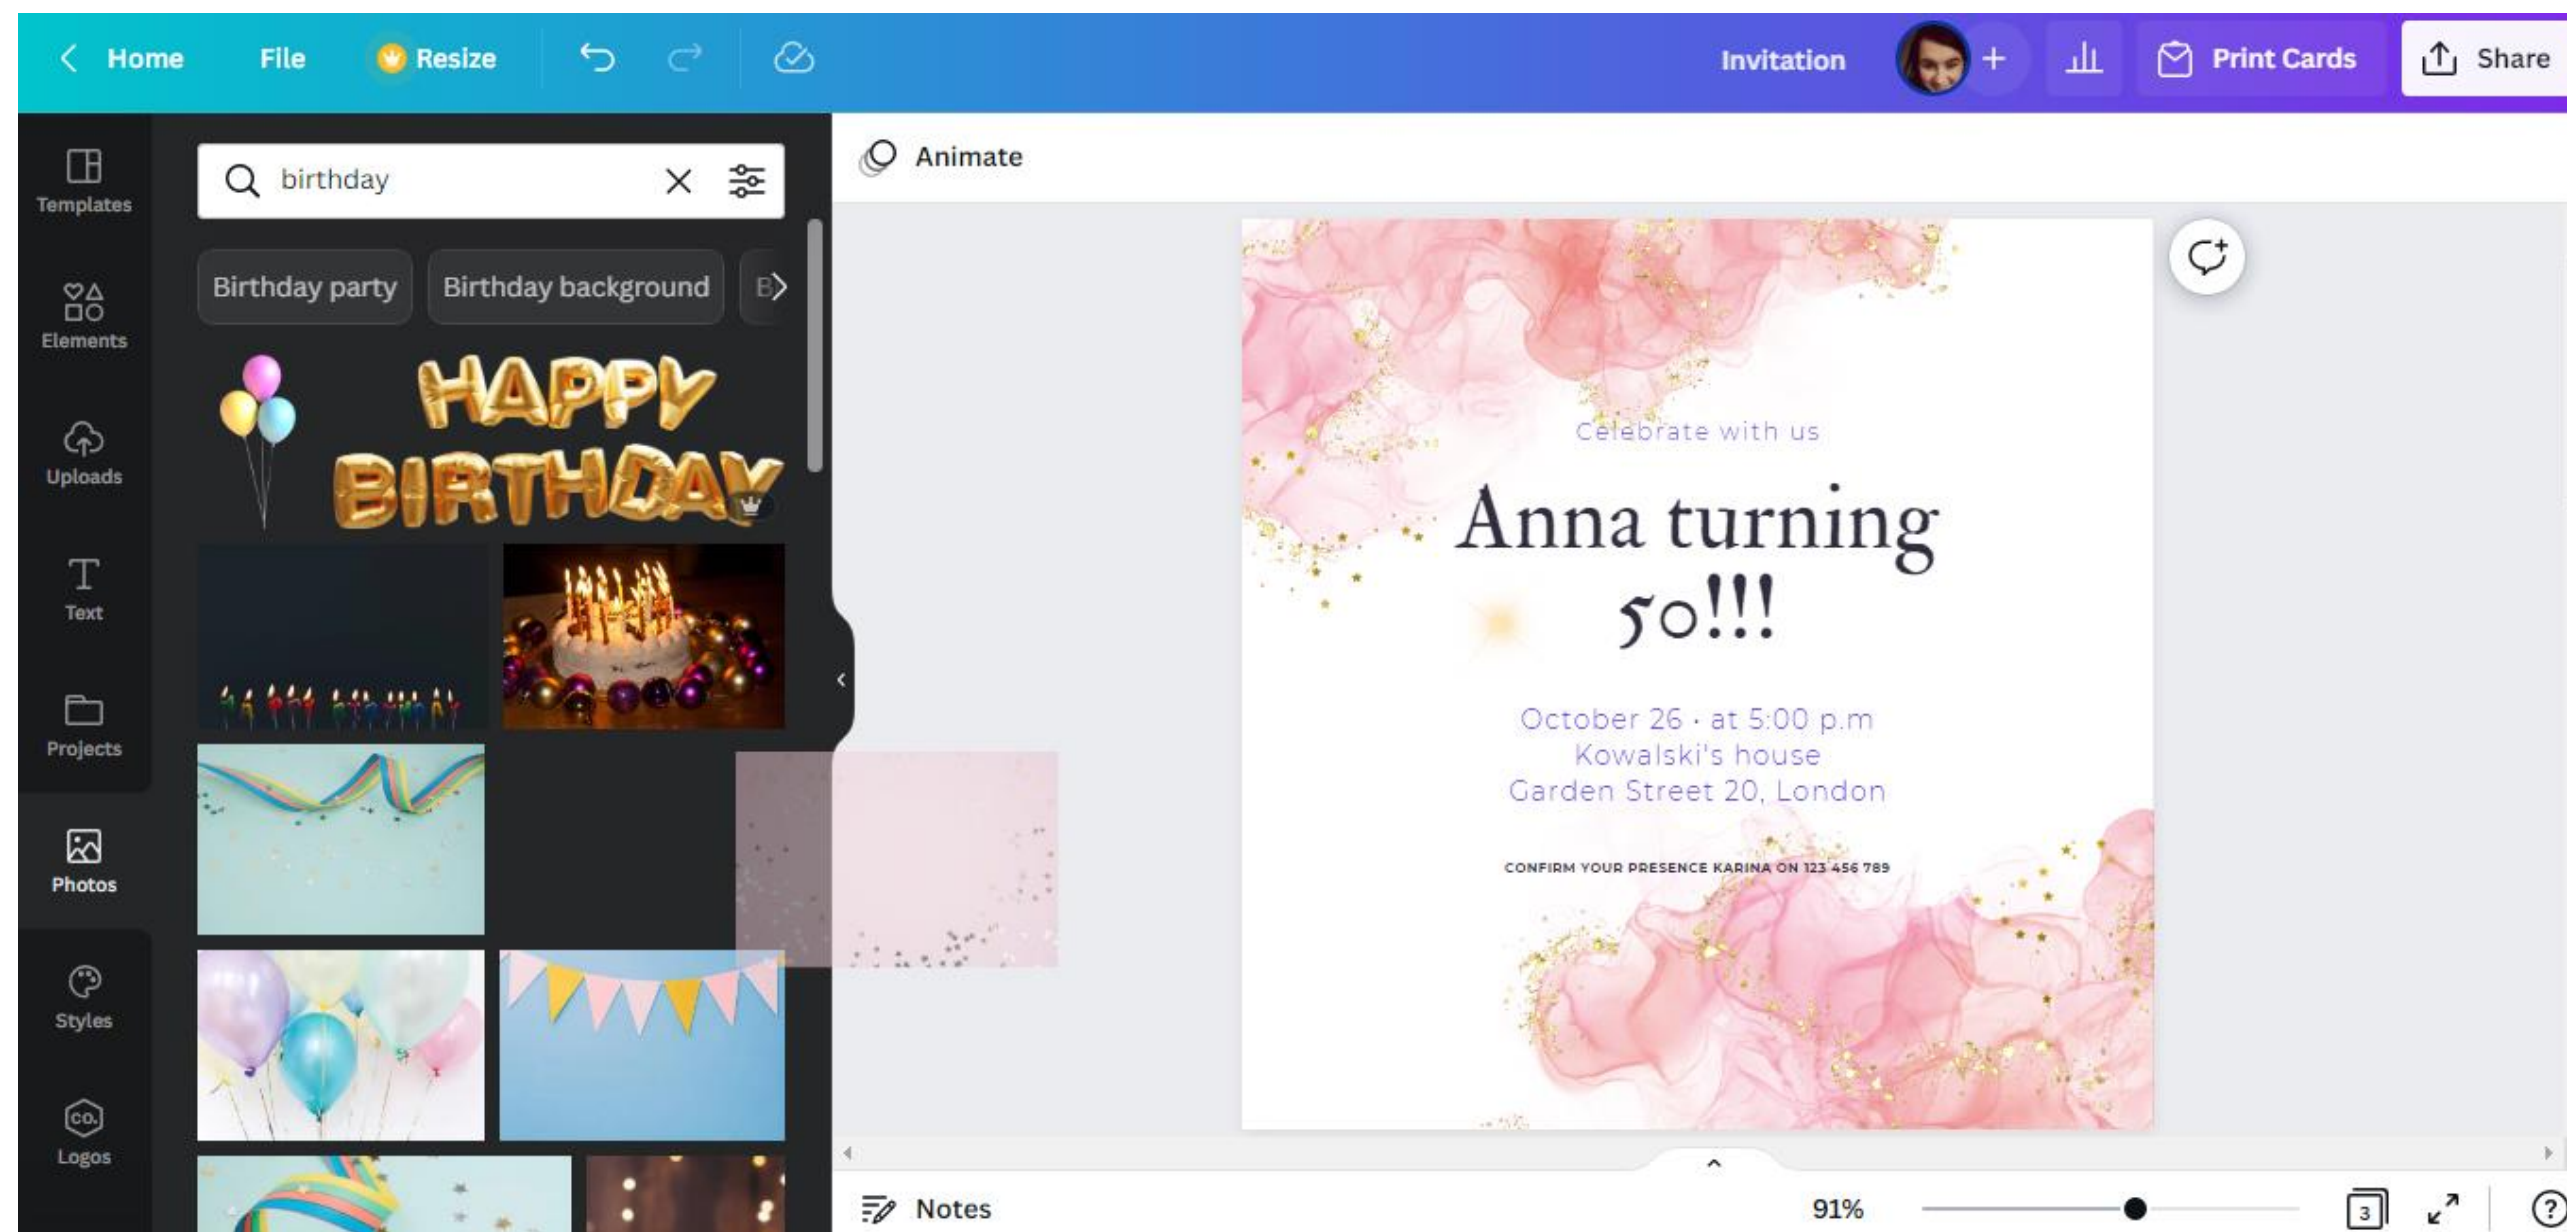 Home File Resize Invitation + Print Cards Share
Templates
Elements
Uploads
Text
Projects
Photos
Styles
CO.
Logos
birthday
Birthday party Birthday background B
HAPPY
BIRTHDAY
Animate
Celebrate with us
Anna turning
50!!!
October 26 · at 5:00 p.m
Kowalski's house
Garden Street 20, London
CONFIRM YOUR PRESENCE KARINA ON 123 456 789
Notes 91% 3 ?